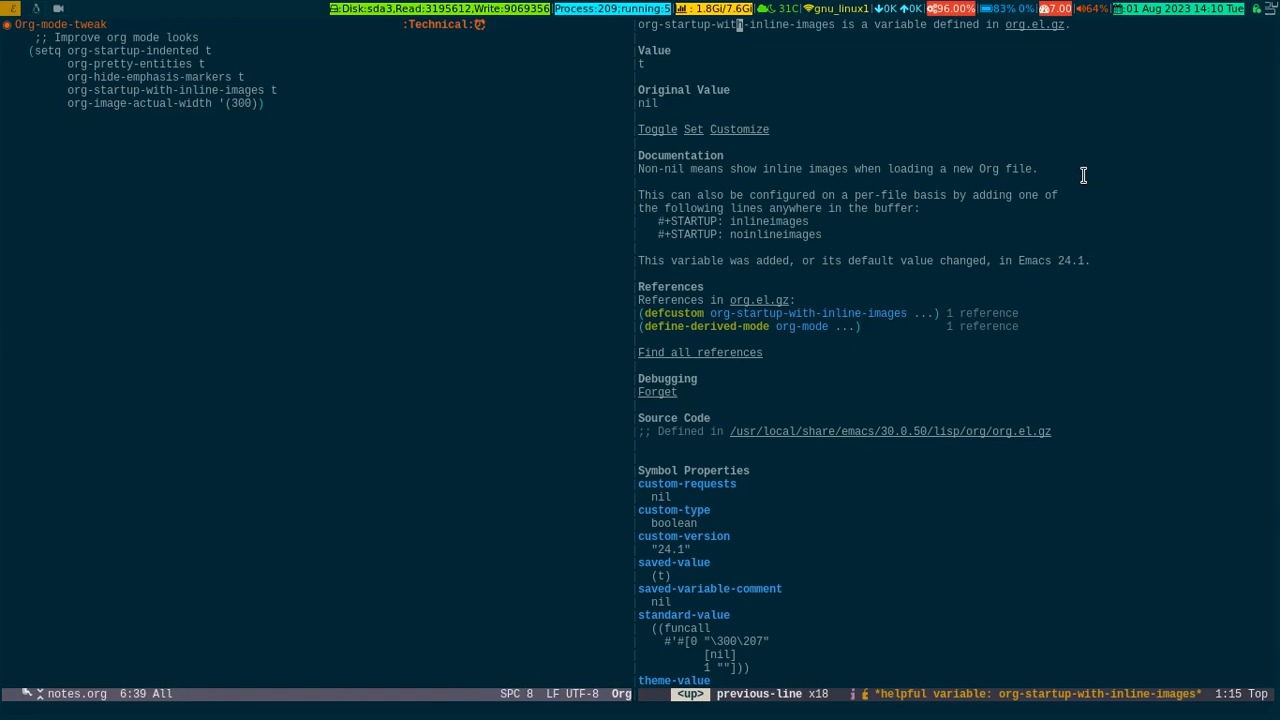 Disk:sda3,Read:3195612,Write:9069356 Process:209;running:5 : 1.8Gi/7.6Gi 31C gnu_linux1 0K 0K 96.00% 83% 0% 7.00 64% :01 Aug 2023 14:10 Tue
Org-mode-tweak :Technical:
;; Improve org mode looks
(setq org-startup-indented t
org-pretty-entities t
org-hide-emphasis-markers t
org-startup-with-inline-images t
org-image-actual-width '(300))
notes.org 6:39 All SPC 8 LF UTF-8 Org
org-startup-with-inline-images is a variable defined in org.el.gz.
Value
t
Original Value
nil
Toggle Set Customize
Documentation
Non-nil means show inline images when loading a new Org file.
This can also be configured on a per-file basis by adding one of
the following lines anywhere in the buffer:
#+STARTUP: inlineimages
#+STARTUP: noinlineimages
This variable was added, or its default value changed, in Emacs 24.1.
References
References in org.el.gz:
(defcustom org-startup-with-inline-images ...) 1 reference
(define-derived-mode org-mode ...) 1 reference
Find all references
Debugging
Forget
Source Code
;; Defined in /usr/local/share/emacs/30.0.50/lisp/org/org.el.gz
Symbol Properties
custom-requests
nil
custom-type
boolean
custom-version
"24.1"
saved-value
(t)
saved-variable-comment
nil
standard-value
((funcall
#'#[0 "\300\207"
[nil]
1 ""]))
theme-value
<up> previous-line x18 *helpful variable: org-startup-with-inline-images* 1:15 Top